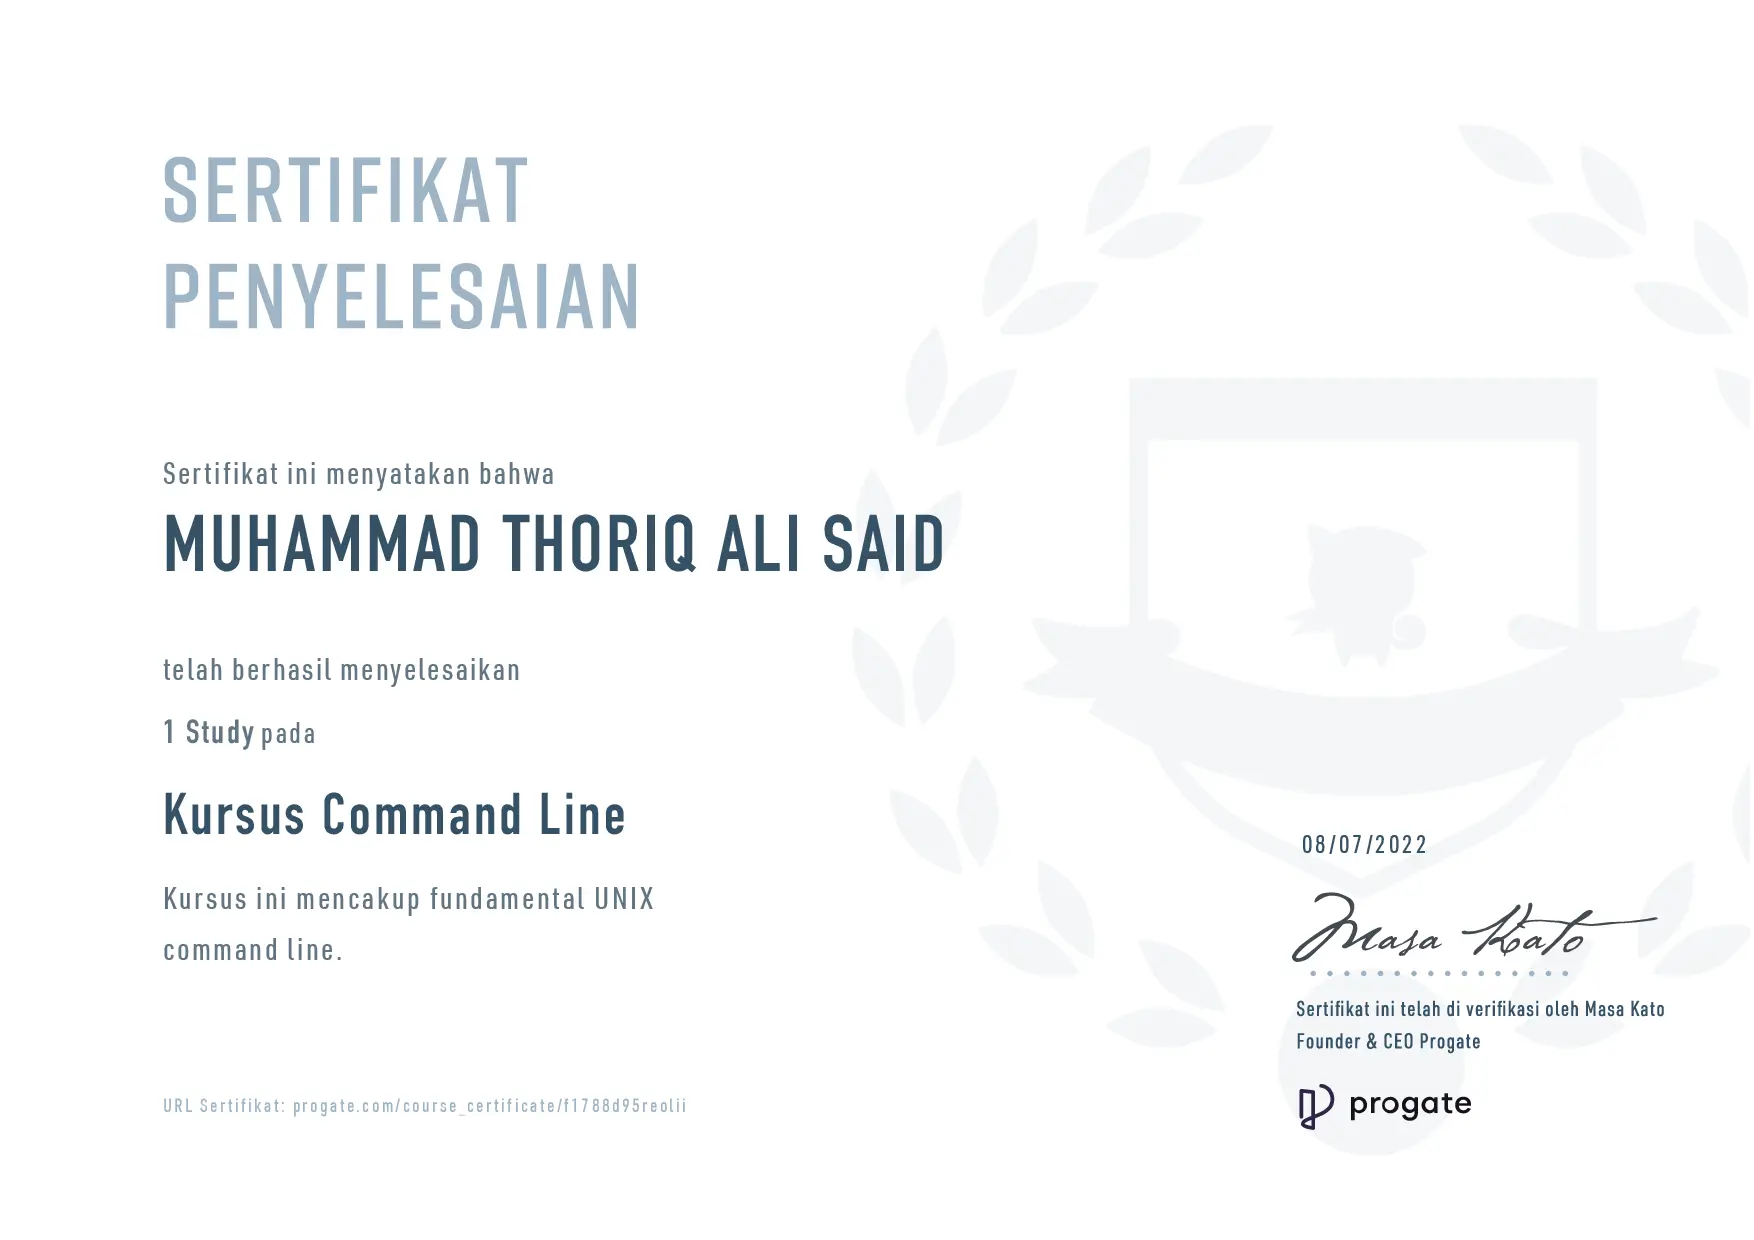 SERTIFIKAT
PENYELESAIAN
Sertifikat ini menyatakan bahwa
MUHAMMAD THORIQ ALI SAID
telah berhasil menyelesaikan
1 Study pada
Kursus Command Line
Kursus ini mencakup fundamental UNIX
command line.
08/07/2022
Masa Kato
Sertifikat ini telah di verifikasi oleh Masa Kato
Founder & CEO Progate
URL Sertifikat: progate.com/course_certificate/f1788d95reolii
progate